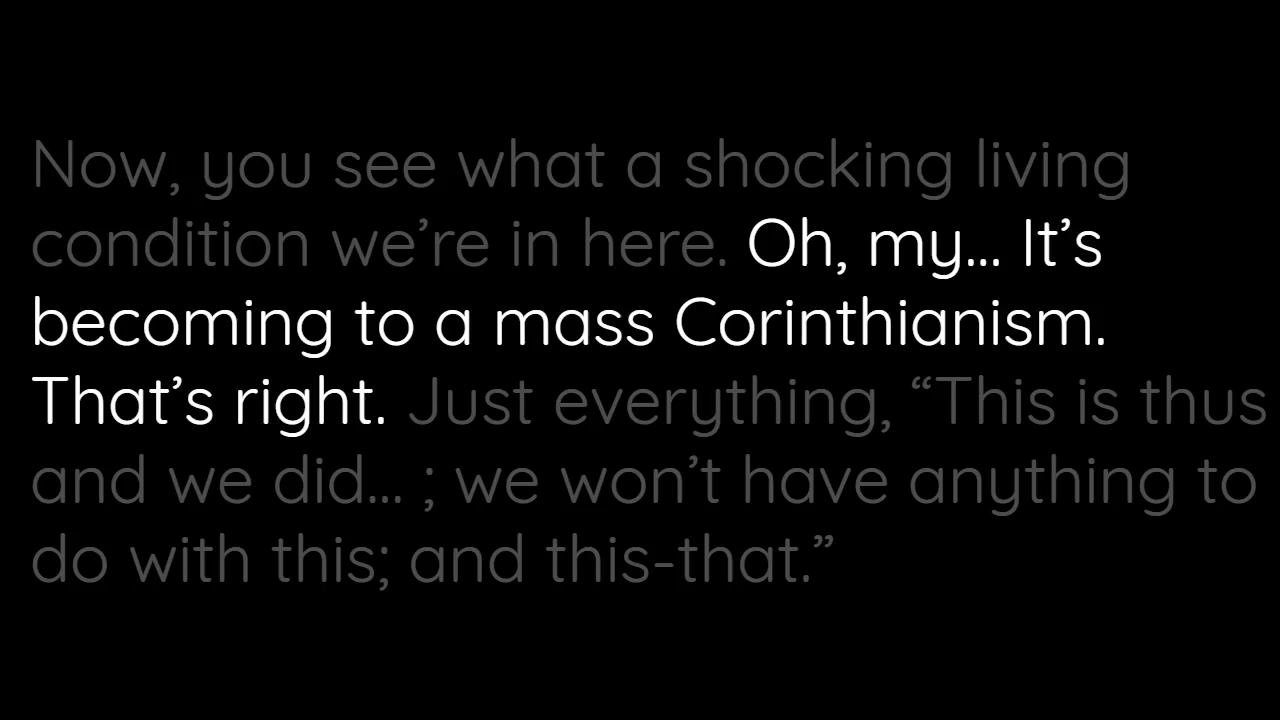 Now, you see what a shocking living
condition we’re in here. Oh, my... It’s
becoming to a mass Corinthianism.
That’s right. Just everything, “This is thus
and we did... ; we won’t have anything to
do with this; and this-that.”